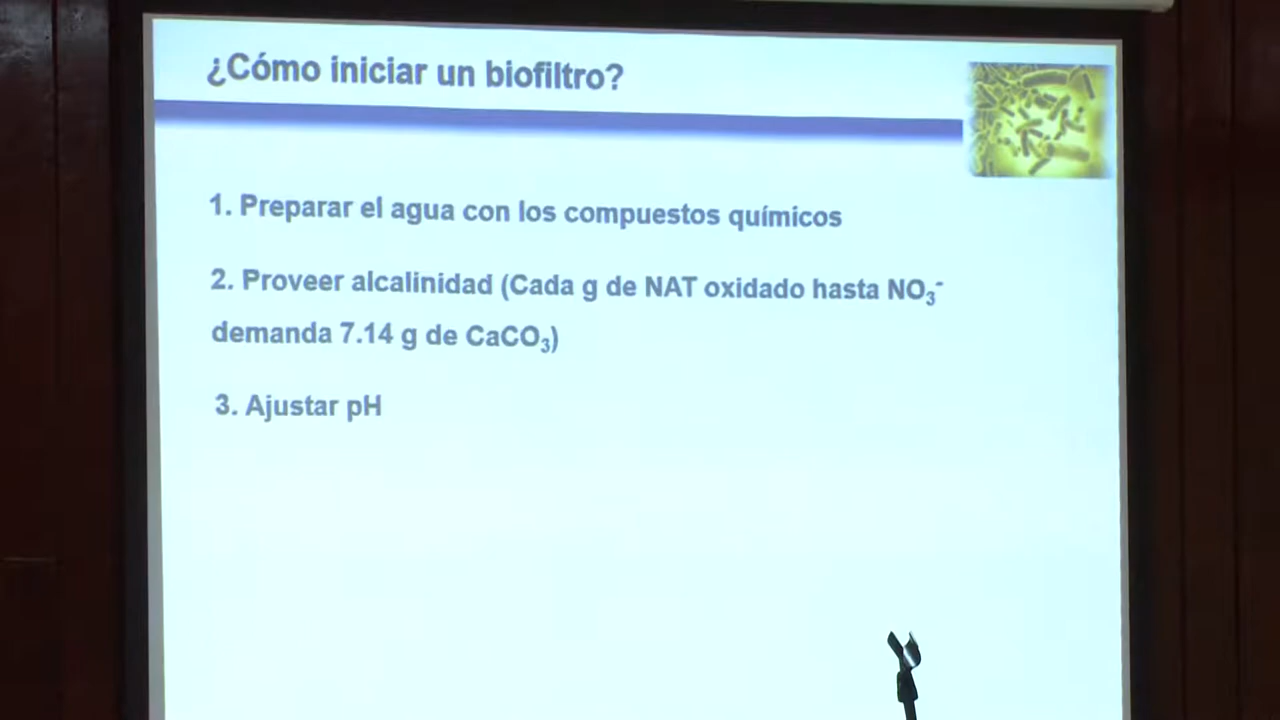 ¿Cómo iniciar un biofiltro?
1. Preparar el agua con los compuestos químicos
2. Proveer alcalinidad (Cada g de NAT oxidado hasta NO₃⁻
demanda 7.14 g de CaCO₃)
3. Ajustar pH